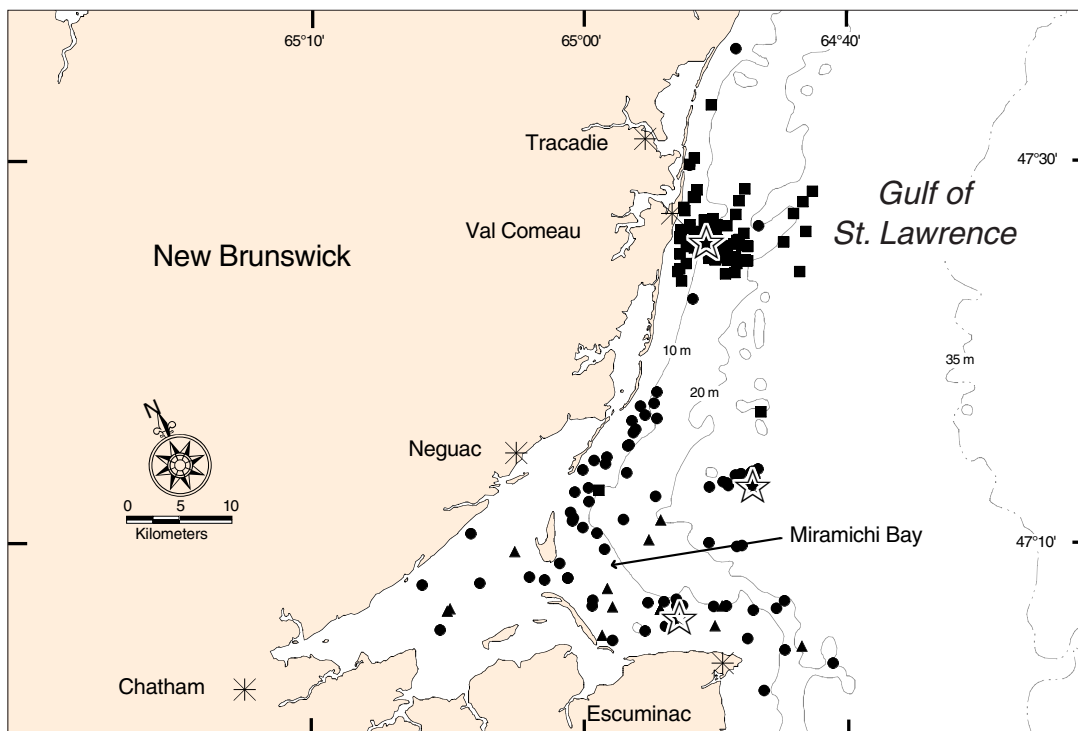 65°10'
65°00'
64°40'
Tracadie
47°30'
Gulf of
St. Lawrence
Val Comeau
New Brunswick
10 m
35 m
20 m
N
Neguac
0 5 10
Kilometers
Miramichi Bay
47°10'
Chatham
Escuminac